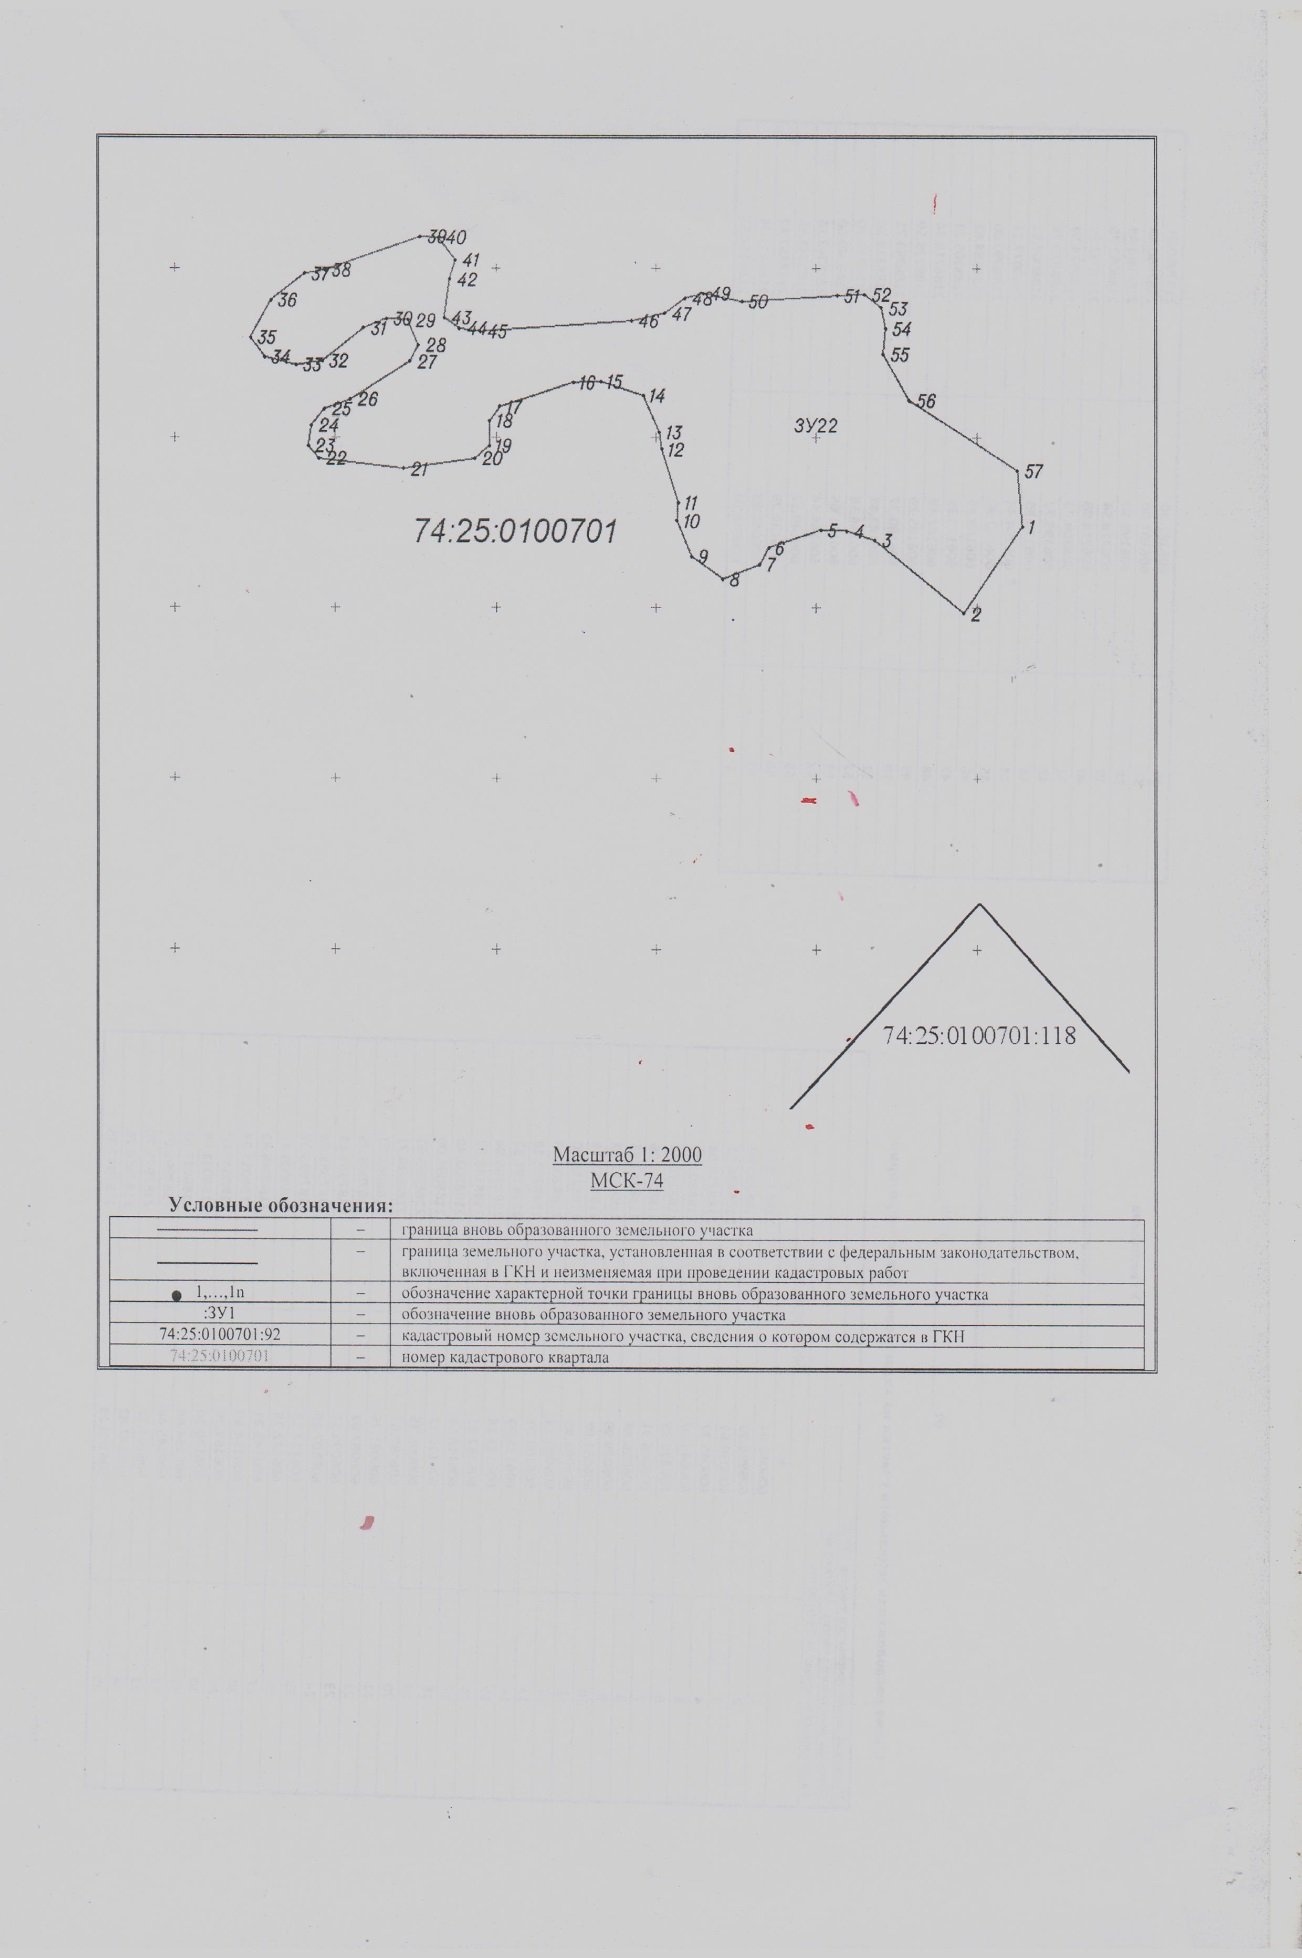 39 40
41
37 38
42
36
48 49 50 51 52
53
47
46
43 44 45
31 30 29
54
35
28
55
34 33 32
27
16 15
14
26
25
17
56
24
18
ЗУ22
13
23
19
12
22
21
20
57
11
10
74:25:0100701
1
5 4 3
6
9
7
8
2
74:25:0100701:118
Масштаб 1: 2000
МСК-74
Условные обозначения:
– граница вновь образованного земельного участка
– граница земельного участка, установленная в соответствии с федеральным законодательством,
включенная в ГКН и неизменяемая при проведении кадастровых работ
1,...,1n – обозначение характерной точки границы вновь образованного земельного участка
:ЗУ1 – обозначение вновь образованного земельного участка
74:25:0100701:92 – кадастровый номер земельного участка, сведения о котором содержатся в ГКН
74:25:0100701 – номер кадастрового квартала